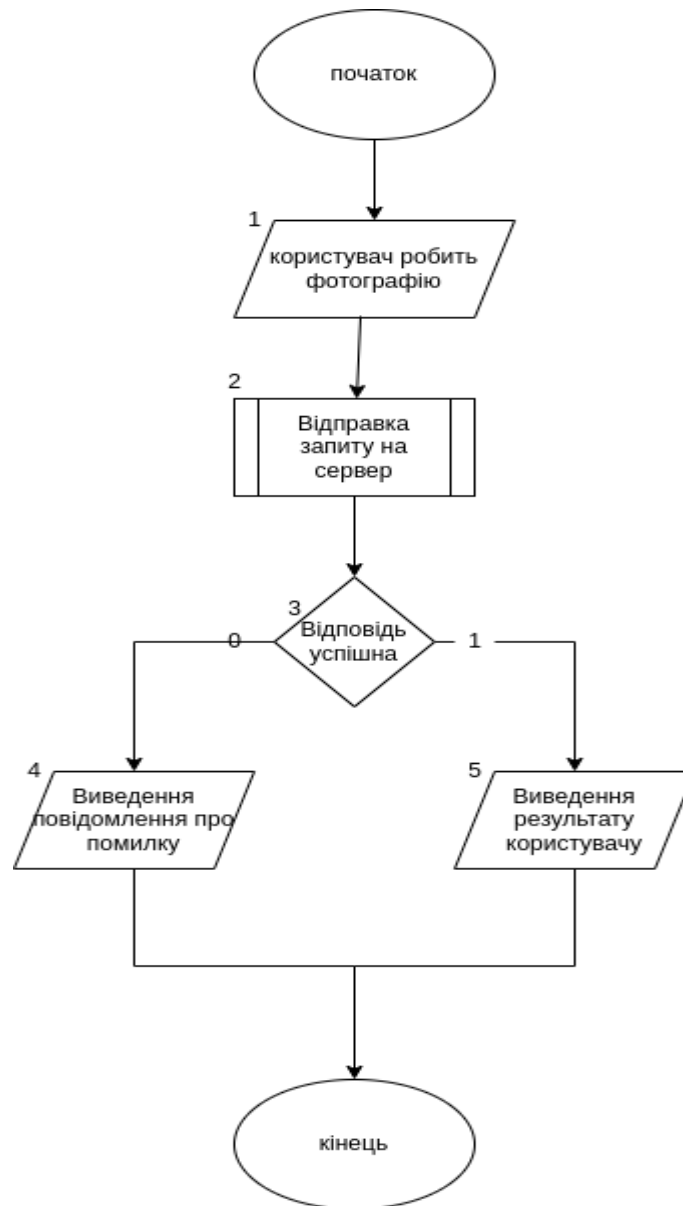 початок
1
користувач робить
фотографію
2
Відправка
запиту на
сервер
3
Відповідь
успішна
0
1
4
Виведення
повідомлення про
помилку
5
Виведення
результату
користувачу
кінець